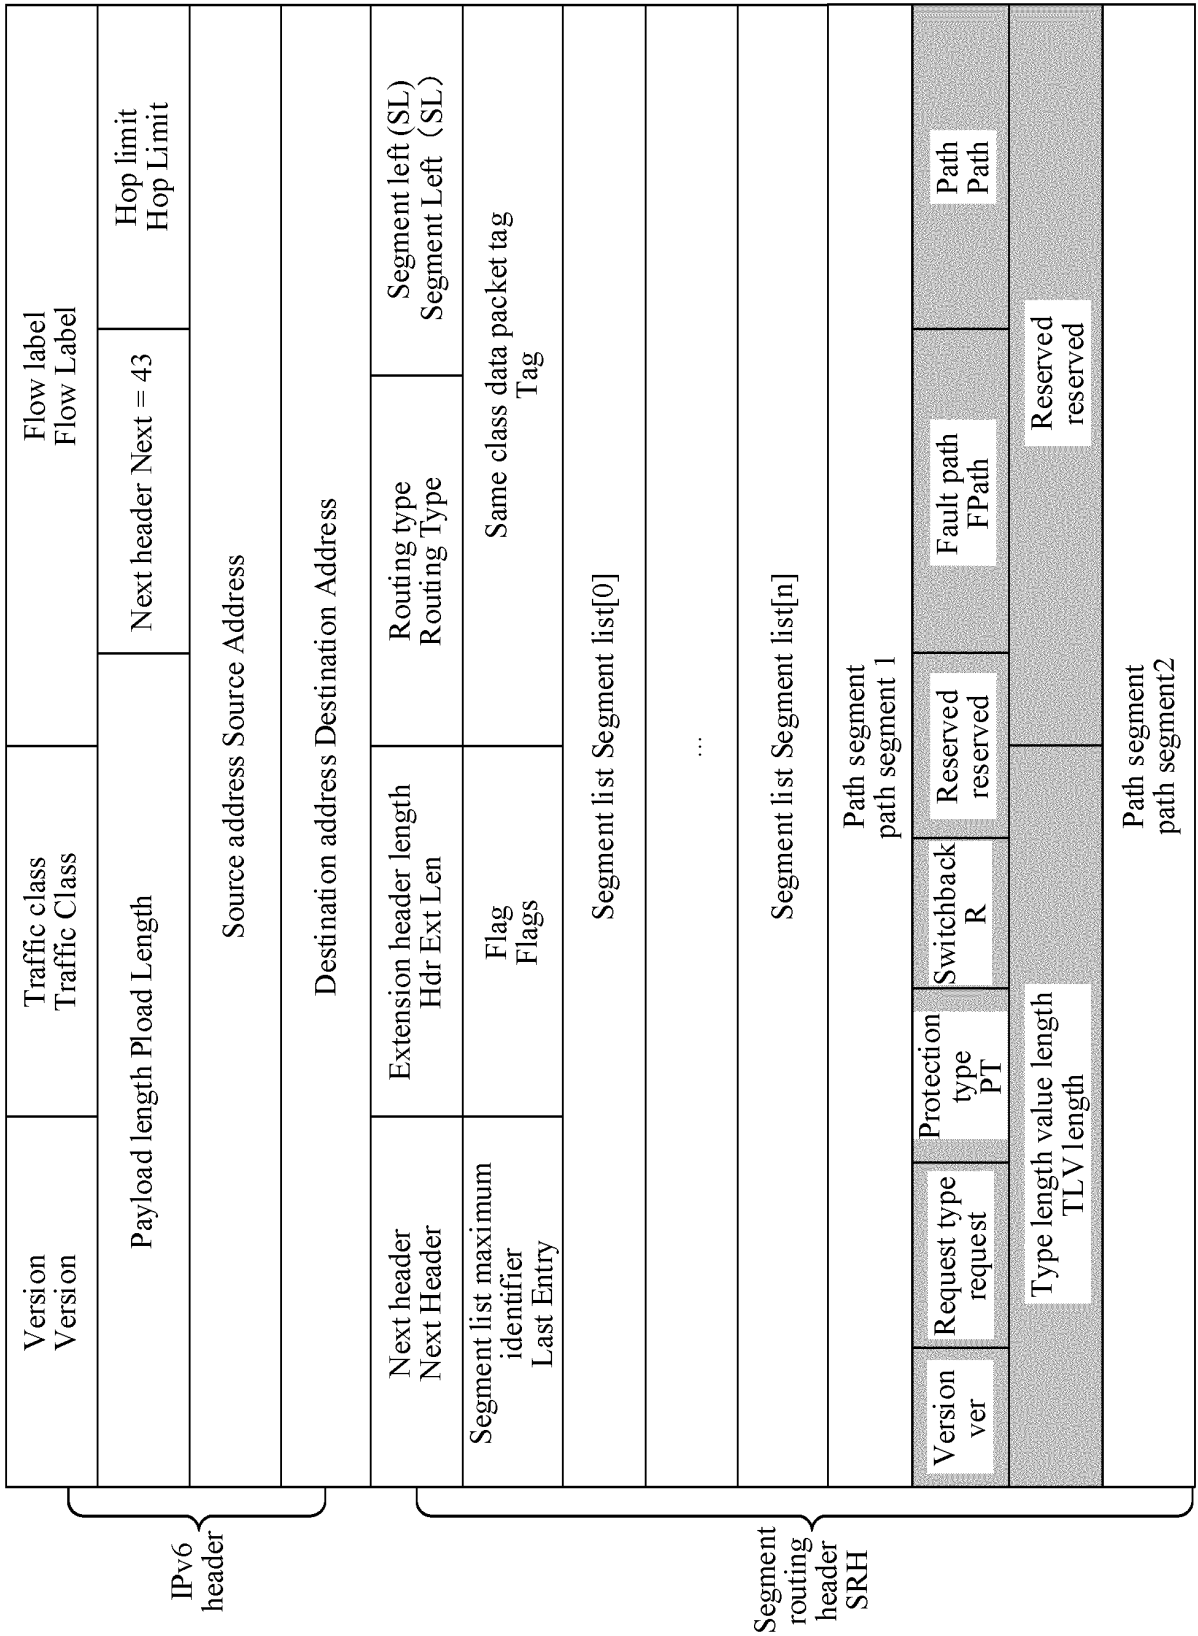 IPv6
header
Version
Version
Traffic class
Traffic Class
Flow label
Flow Label
Payload length Pload Length
Next header Next = 43
Hop limit
Hop Limit
Source address Source Address
Destination address Destination Address
Segment
routing
header
SRH
Next header
Next Header
Extension header length
Hdr Ext Len
Routing type
Routing Type
Segment left (SL)
Segment Left（SL）
Segment list maximum
identifier
Last Entry
Flag
Flags
Same class data packet tag
Tag
Segment list Segment list[0]
...
Segment list Segment list[n]
Path segment
path segment 1
Version
ver
Request type
request
Protection
type
PT
Switchback
R
Reserved
reserved
Fault path
FPath
Path
Path
Type length value length
TLV length
Reserved
reserved
Path segment
path segment2